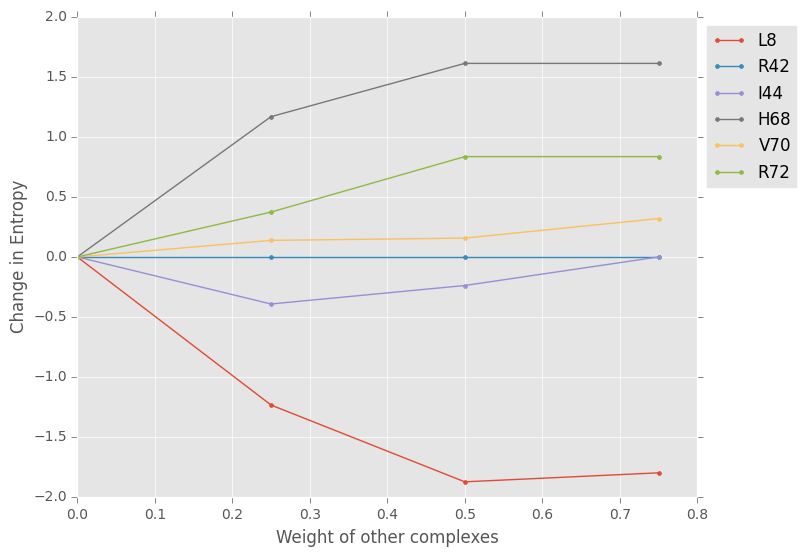 2.0
1.5
1.0
0.5
0.0
−0.5
−1.0
−1.5
−2.0
Change in Entropy
0.0 0.1 0.2 0.3 0.4 0.5 0.6 0.7 0.8
Weight of other complexes
L8
R42
I44
H68
V70
R72